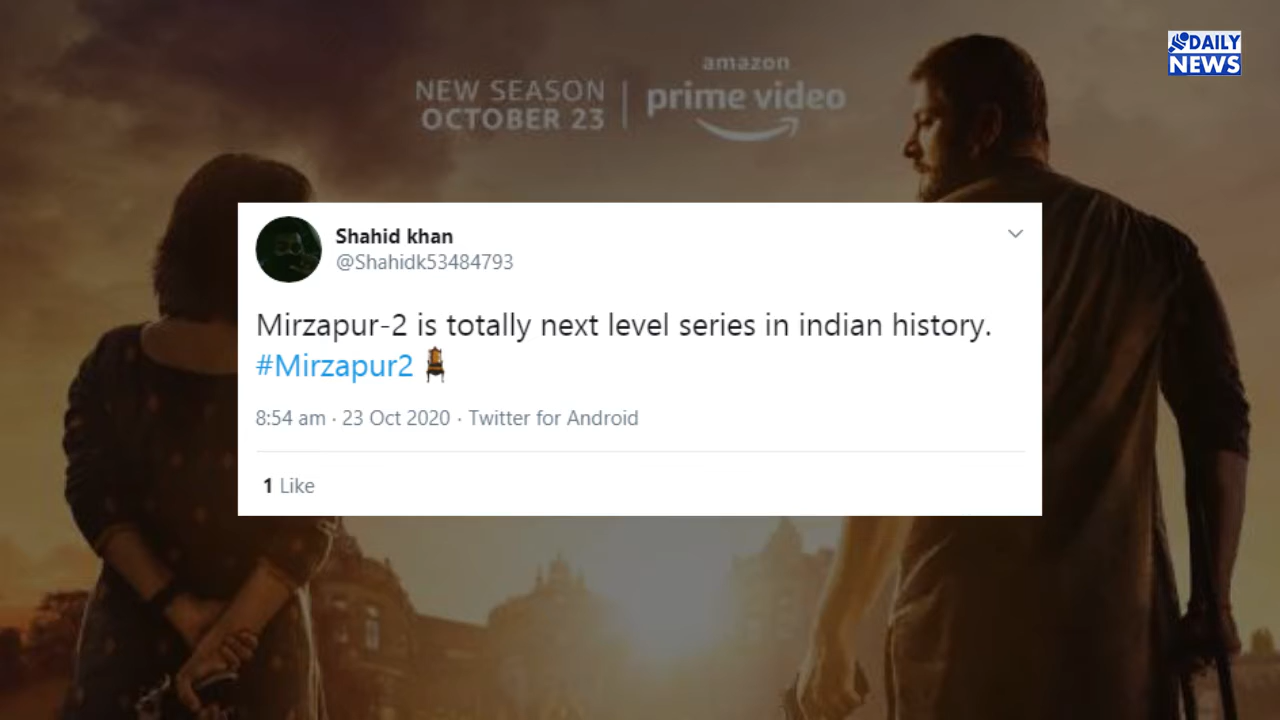 DAILY
NEWS
NEW SEASON
OCTOBER 23
amazon
prime video
Shahid khan
@Shahidk53484793
Mirzapur-2 is totally next level series in indian history.
#Mirzapur2
8:54 am · 23 Oct 2020 · Twitter for Android
1 Like